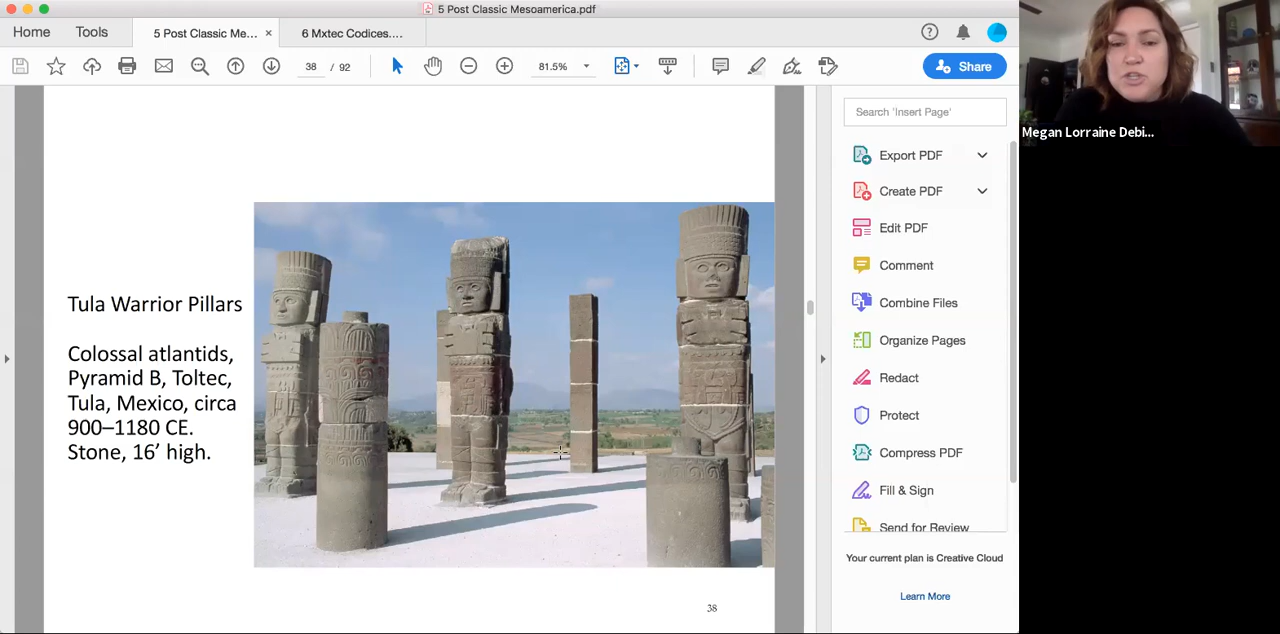 5 Post Classic Mesoamerica.pdf
Home
Tools
5 Post Classic Me... ×
6 Mxtec Codices....
38 / 92
81.5%
Share
Search 'Insert Page'
Export PDF
Create PDF
Edit PDF
Comment
Combine Files
Organize Pages
Redact
Protect
Compress PDF
Fill & Sign
Send for Review
Your current plan is Creative Cloud
Learn More
Tula Warrior Pillars
Colossal atlantids,
Pyramid B, Toltec,
Tula, Mexico, circa
900–1180 CE.
Stone, 16’ high.
38
Megan Lorraine Debi...